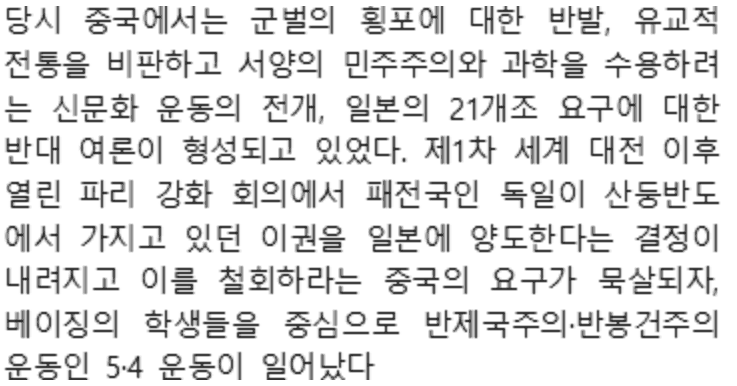 당시 중국에서는 군벌의 횡포에 대한 반발, 유교적
전통을 비판하고 서양의 민주주의와 과학을 수용하려
는 신문화 운동의 전개, 일본의 21개조 요구에 대한
반대 여론이 형성되고 있었다. 제1차 세계 대전 이후
열린 파리 강화 회의에서 패전국인 독일이 산둥반도
에서 가지고 있던 이권을 일본에 양도한다는 결정이
내려지고 이를 철회하라는 중국의 요구가 묵살되자,
베이징의 학생들을 중심으로 반제국주의·반봉건주의
운동인 5·4 운동이 일어났다